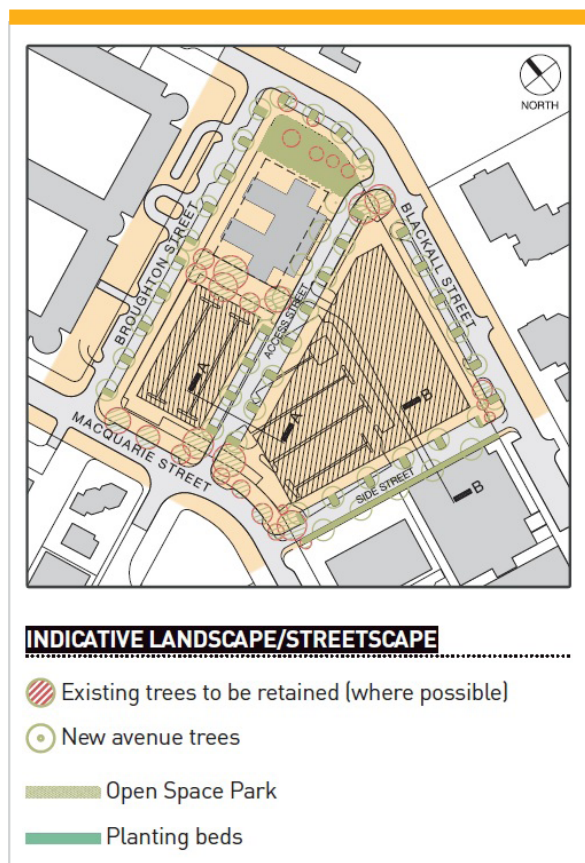 NORTH
BROUGHTON STREET
BLACKALL STREET
ACCESS STREET
A
A
B
MACQUARIE STREET
SIDE STREET
B
INDICATIVE LANDSCAPE/STREETSCAPE
Existing trees to be retained (where possible)
New avenue trees
Open Space Park
Planting beds